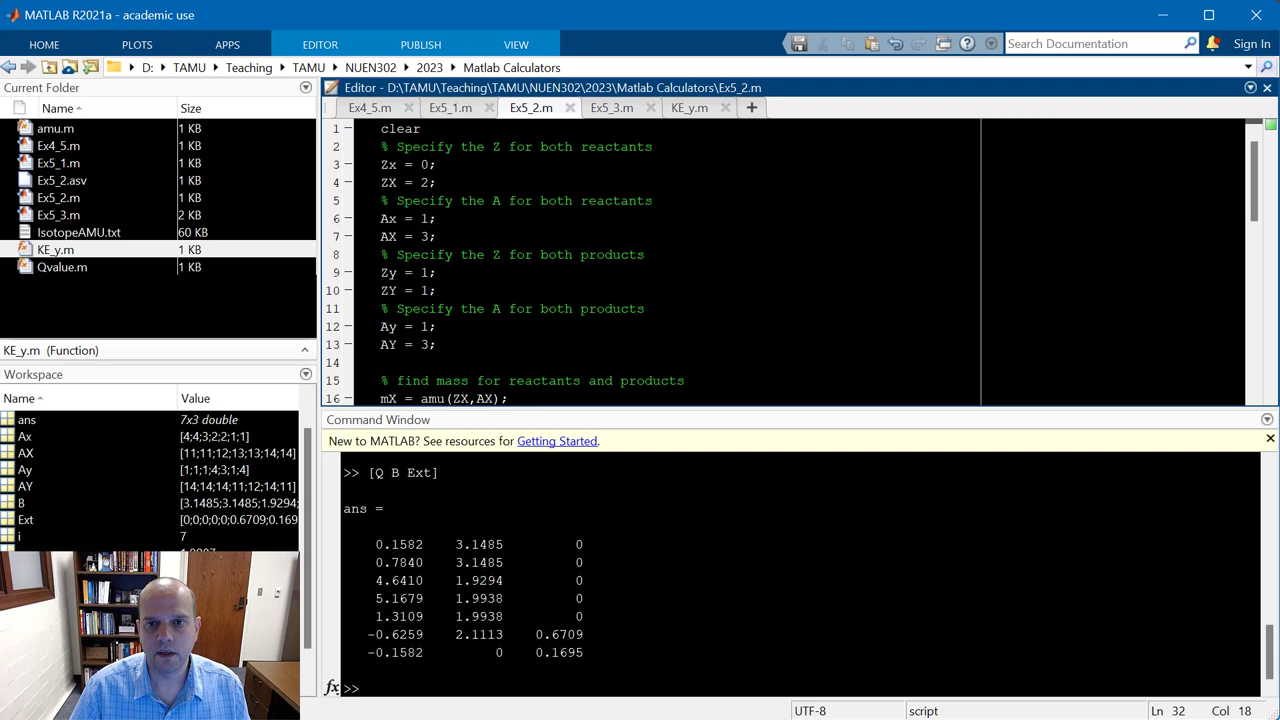 MATLAB R2021a - academic use
HOME PLOTS APPS EDITOR PUBLISH VIEW Search Documentation Sign In
D: TAMU Teaching TAMU NUEN302 2023 Matlab Calculators
Current Folder
Name Size
amu.m 1 KB
Ex4_5.m 1 KB
Ex5_1.m 1 KB
Ex5_2.asv 1 KB
Ex5_2.m 1 KB
Ex5_3.m 2 KB
IsotopeAMU.txt 60 KB
KE_y.m 1 KB
Qvalue.m 1 KB
KE_y.m (Function)
Workspace
Name Value
ans 7x3 double
Ax [4;4;3;2;2;1;1]
AX [11;11;12;13;13;14;14]
Ay [1;1;1;4;3;1;4]
AY [14;14;14;11;12;14;11]
B [3.1485;3.1485;1.9294;
Ext [0;0;0;0;0;0.6709;0.169
i 7
Editor - D:\TAMU\Teaching\TAMU\NUEN302\2023\Matlab Calculators\Ex5_2.m
Ex4_5.m Ex5_1.m Ex5_2.m Ex5_3.m KE_y.m
1 clear
2 % Specify the Z for both reactants
3 Zx = 0;
4 ZX = 2;
5 % Specify the A for both reactants
6 Ax = 1;
7 AX = 3;
8 % Specify the Z for both products
9 Zy = 1;
10 ZY = 1;
11 % Specify the A for both products
12 Ay = 1;
13 AY = 3;
14
15 % find mass for reactants and products
16 mX = amu(ZX,AX);
Command Window
New to MATLAB? See resources for Getting Started.
>> [Q B Ext]
ans =
0.1582 3.1485 0
0.7840 3.1485 0
4.6410 1.9294 0
5.1679 1.9938 0
1.3109 1.9938 0
-0.6259 2.1113 0.6709
-0.1582 0 0.1695
fx >>
UTF-8 script Ln 32 Col 18